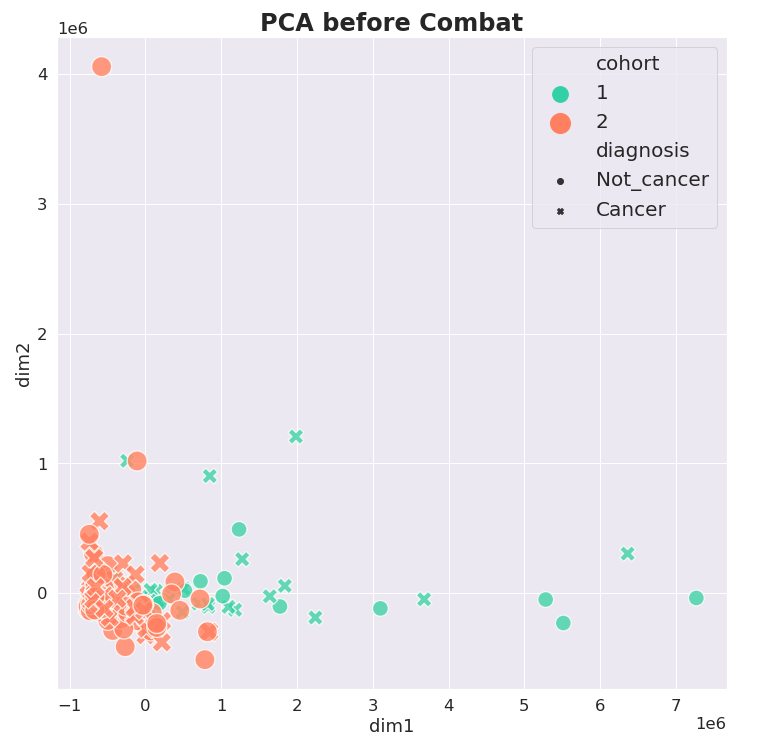 PCA before Combat
1e6
cohort
1
2
diagnosis
Not_cancer
Cancer
4
3
2
1
0
dim2
−1 0 1 2 3 4 5 6 7
dim1
1e6